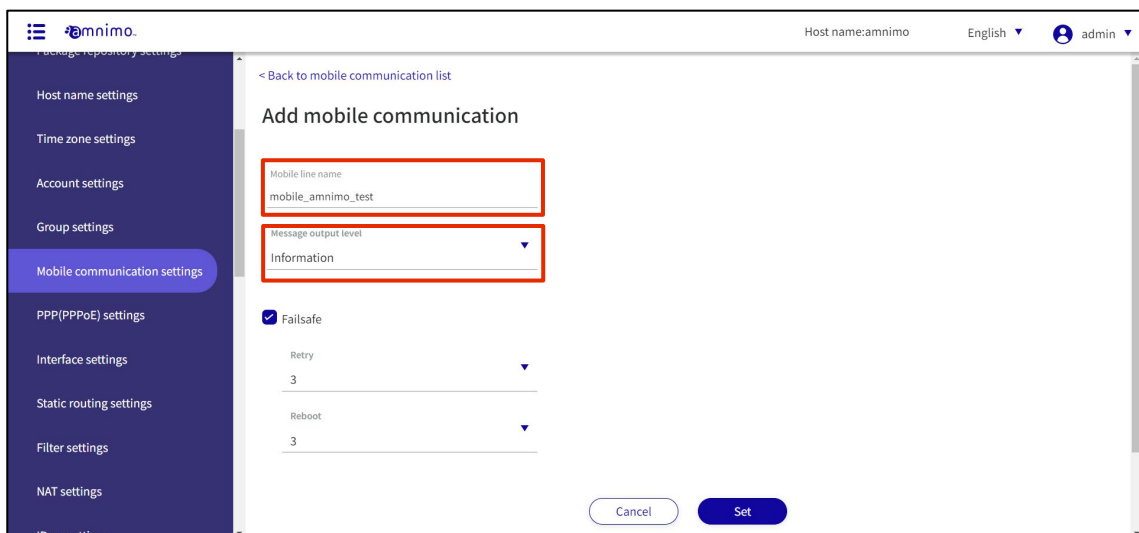 amnimo
Host name:amnimo
English
admin
Package repository settings
Host name settings
Time zone settings
Account settings
Group settings
Mobile communication settings
PPP(PPPoE) settings
Interface settings
Static routing settings
Filter settings
NAT settings
< Back to mobile communication list
Add mobile communication
Mobile line name
mobile_amnimo_test
Message output level
Information
Failsafe
Retry
3
Reboot
3
Cancel
Set